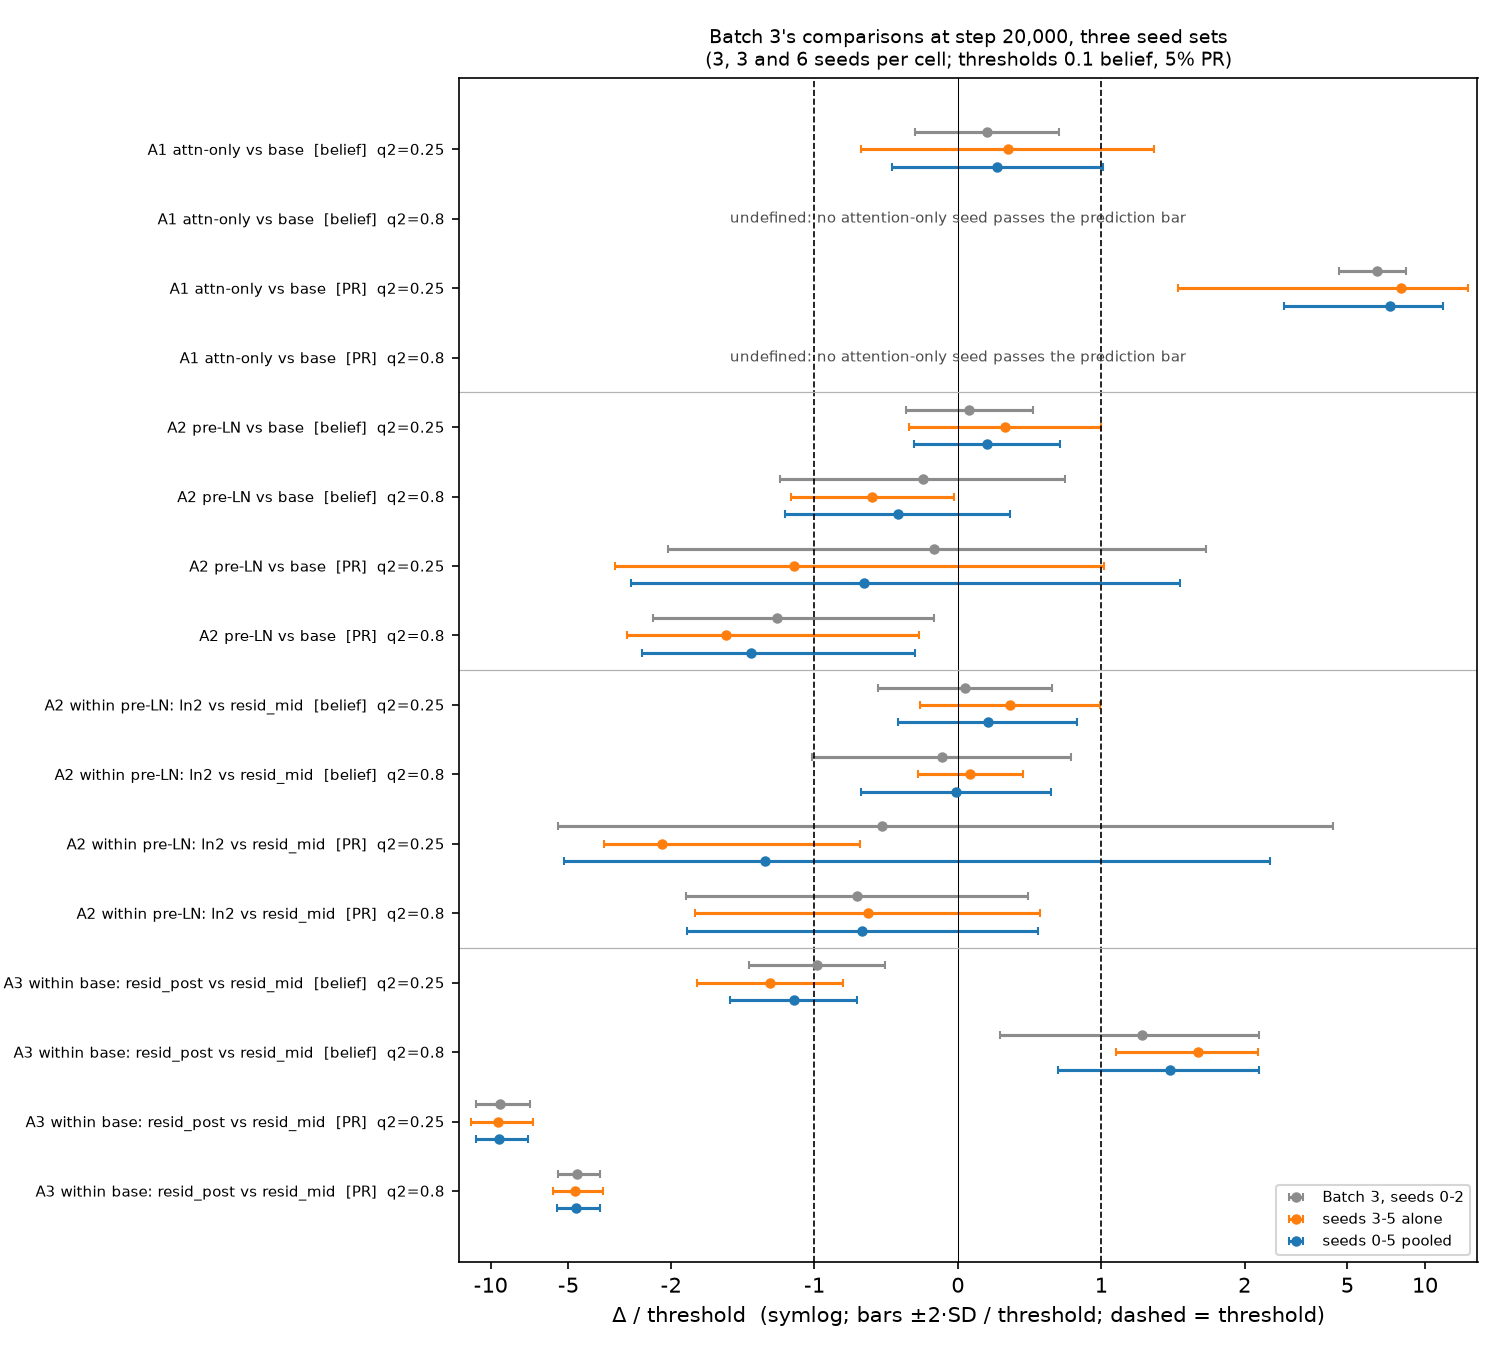 Batch 3's comparisons at step 20,000, three seed sets
(3, 3 and 6 seeds per cell; thresholds 0.1 belief, 5% PR)
A1 attn-only vs base [belief] q2=0.25
A1 attn-only vs base [belief] q2=0.8
undefined: no attention-only seed passes the prediction bar
A1 attn-only vs base [PR] q2=0.25
A1 attn-only vs base [PR] q2=0.8
undefined: no attention-only seed passes the prediction bar
A2 pre-LN vs base [belief] q2=0.25
A2 pre-LN vs base [belief] q2=0.8
A2 pre-LN vs base [PR] q2=0.25
A2 pre-LN vs base [PR] q2=0.8
A2 within pre-LN: ln2 vs resid_mid [belief] q2=0.25
A2 within pre-LN: ln2 vs resid_mid [belief] q2=0.8
A2 within pre-LN: ln2 vs resid_mid [PR] q2=0.25
A2 within pre-LN: ln2 vs resid_mid [PR] q2=0.8
A3 within base: resid_post vs resid_mid [belief] q2=0.25
A3 within base: resid_post vs resid_mid [belief] q2=0.8
A3 within base: resid_post vs resid_mid [PR] q2=0.25
A3 within base: resid_post vs resid_mid [PR] q2=0.8
Batch 3, seeds 0-2
seeds 3-5 alone
seeds 0-5 pooled
-10 -5 -2 -1 0 1 2 5 10
Δ / threshold (symlog; bars ±2·SD / threshold; dashed = threshold)